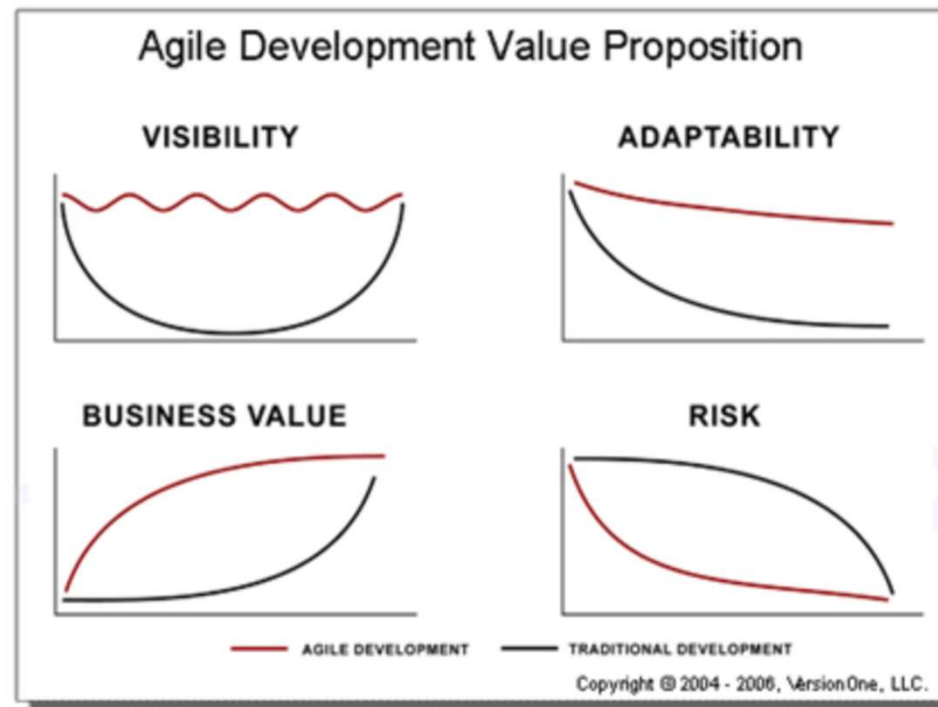 Agile Development Value Proposition
VISIBILITY
ADAPTABILITY
BUSINESS VALUE
RISK
AGILE DEVELOPMENT
TRADITIONAL DEVELOPMENT
Copyright © 2004 - 2006, VersionOne, LLC.